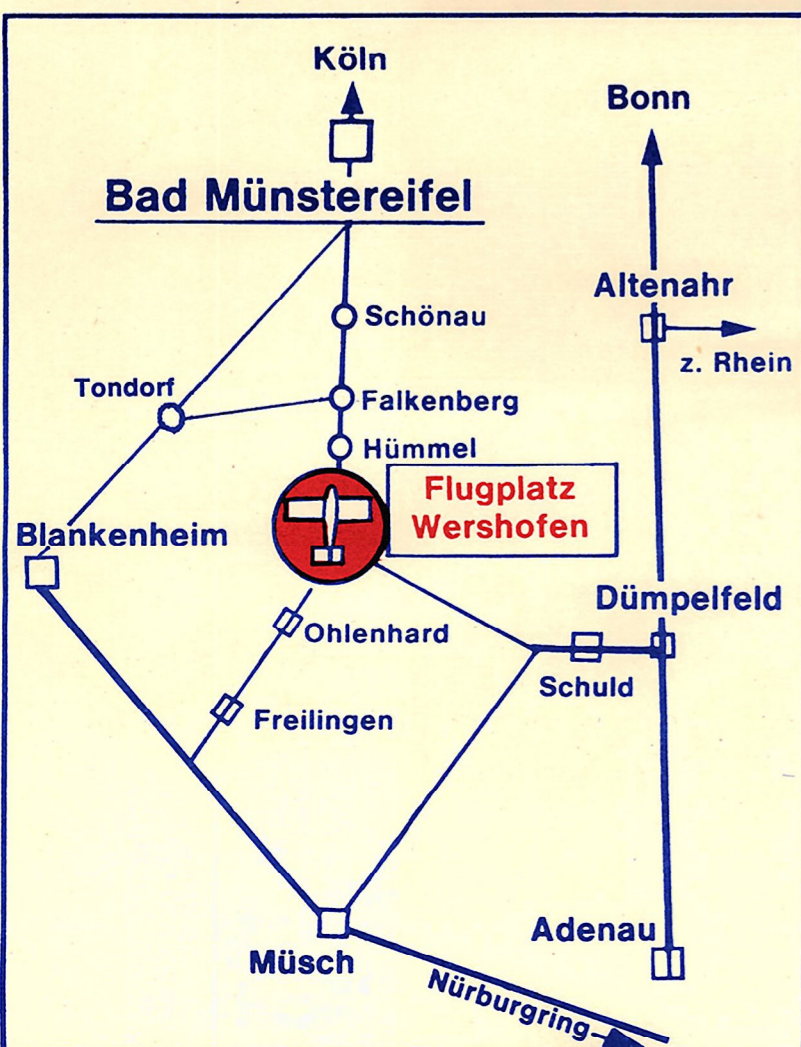 Köln
Bonn
Bad Münstereifel
Altenahr
Schönau
z. Rhein
Tondorf
Falkenberg
Hümmel
Flugplatz
Wershofen
Blankenheim
Dümpelfeld
Ohlenhard
Schuld
Freilingen
Adenau
Müsch
Nürburgring